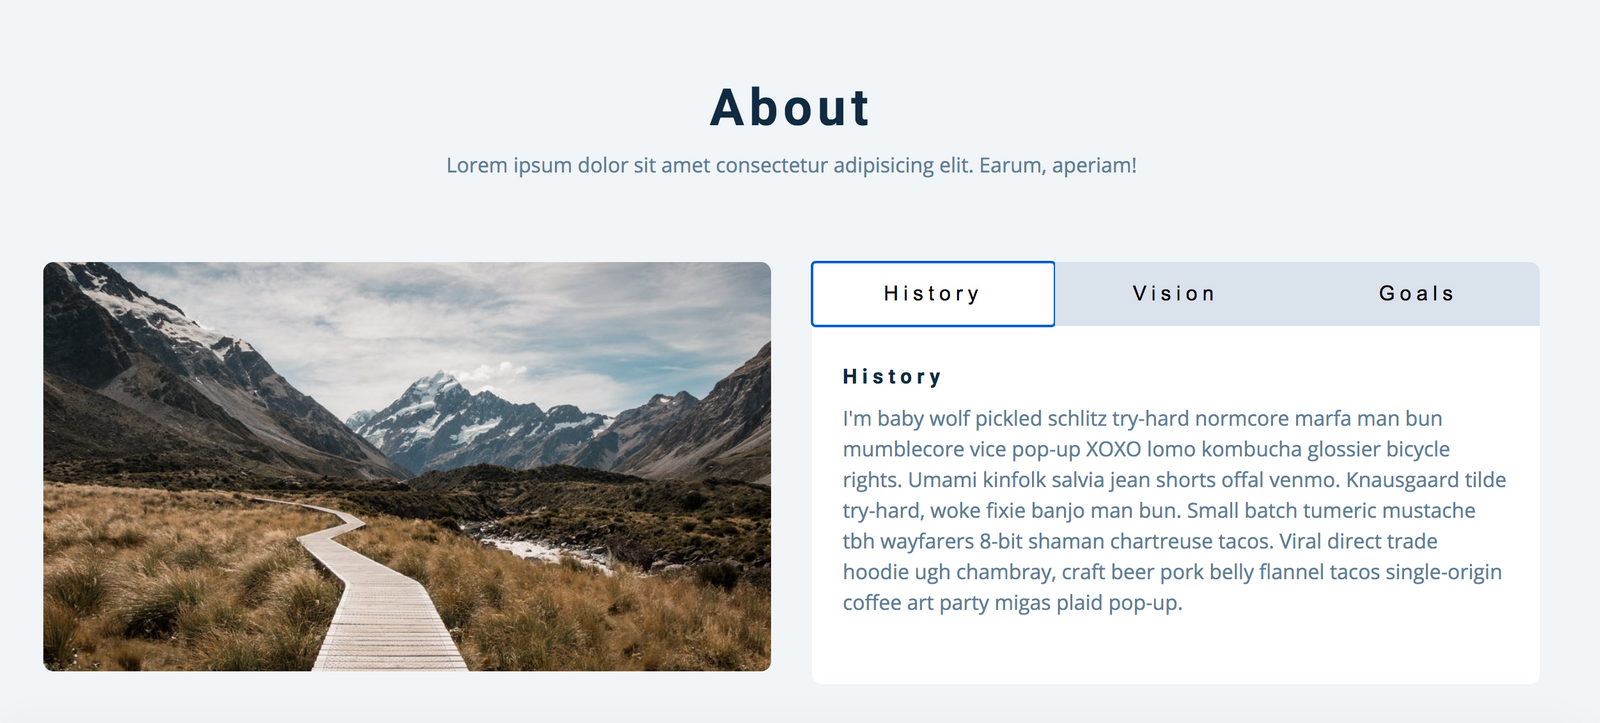 About
Lorem ipsum dolor sit amet consectetur adipisicing elit. Earum, aperiam!
History
Vision
Goals
History
I'm baby wolf pickled schlitz try-hard normcore marfa man bun
mumblecore vice pop-up XOXO lomo kombucha glossier bicycle
rights. Umami kinfolk salvia jean shorts offal venmo. Knausgaard tilde
try-hard, woke fixie banjo man bun. Small batch tumeric mustache
tbh wayfarers 8-bit shaman chartreuse tacos. Viral direct trade
hoodie ugh chambray, craft beer pork belly flannel tacos single-origin
coffee art party migas plaid pop-up.